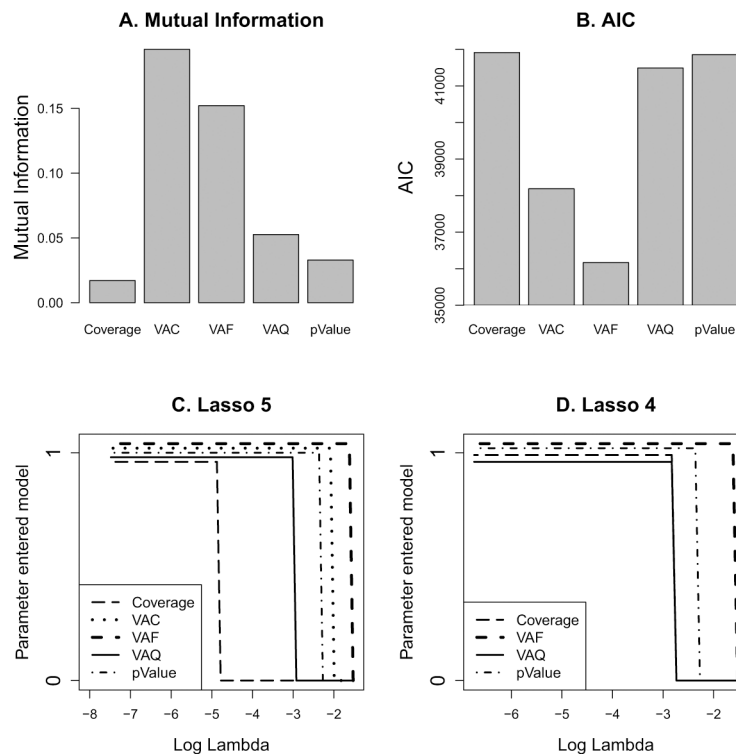 A. Mutual Information
Mutual Information
0.15
0.10
0.05
0.00
Coverage VAC VAF VAQ pValue
B. AIC
AIC
41000
39000
37000
35000
Coverage VAC VAF VAQ pValue
C. Lasso 5
Parameter entered model
1
0
Coverage
VAC
VAF
VAQ
pValue
−8 −7 −6 −5 −4 −3 −2
Log Lambda
D. Lasso 4
Parameter entered model
1
0
Coverage
VAF
VAQ
pValue
−6 −5 −4 −3 −2
Log Lambda